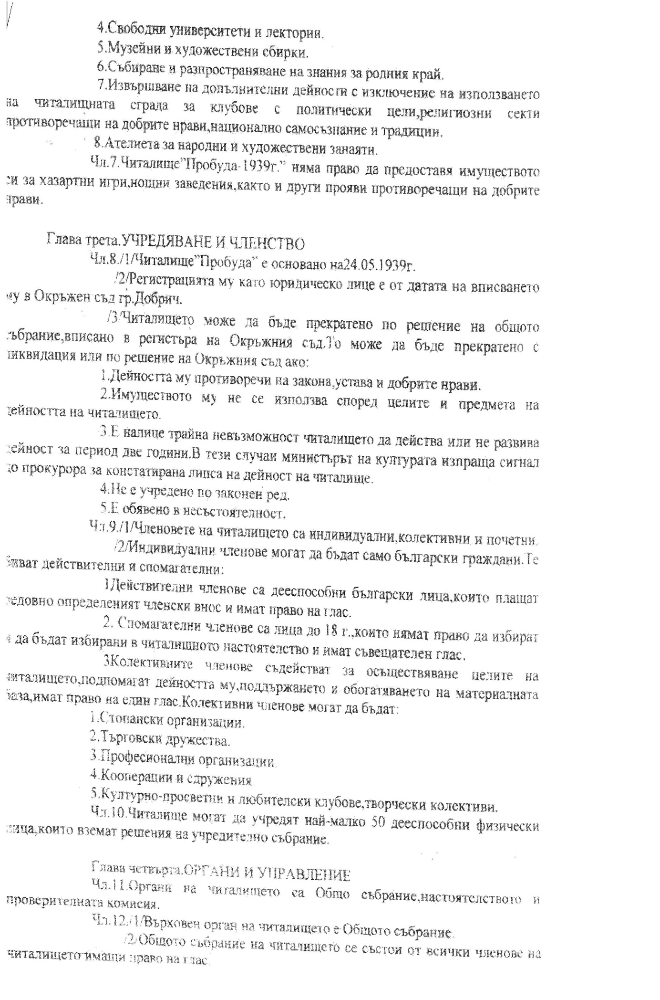 4.Свободни университети и лектории.
5.Музейни и художествени сбирки.
6.Събиране и разпространяване на знания за родния край.
7.Извършване на допълнителни дейности с изключение на използването
на читалищната сграда за клубове с политически цели,религиозни секти
противоречащи на добрите нрави,национално самосъзнание и традиции.
8.Ателиета за народни и художествени занаяти.
Чл.7.Читалище"Пробуда-1939г." няма право да предоставя имуществото
си за хазартни игри,нощни заведения,както и други прояви противоречащи на добрите
нрави.
Глава трета.УЧРЕДЯВАНЕ И ЧЛЕНСТВО
Чл.8./1/Читалище"Пробуда" е основано на24.05.1939г.
/2/Регистрацията му като юридическо лице е от датата на вписването
му в Окръжен съд гр.Добрич.
/3/Читалището може да бъде прекратено по решение на общото
събрание,вписано в регистъра на Окръжния съд.То може да бъде прекратено с
ликвидация или по решение на Окръжния съд ако:
1.Дейността му противоречи на закона,устава и добрите нрави.
2.Имуществото му не се използва според целите и предмета на
дейността на читалището.
3.Е налице трайна невъзможност читалището да действа или не развива
дейност за период две години.В тези случаи министърът на културата изпраща сигнал
до прокурора за констатирана липса на дейност на читалище.
4.Не е учредено по законен ред.
5.Е обявено в несъстоятелност.
Чл.9./1/Членовете на читалището са индивидуални,колективни и почетни.
/2/Индивидуални членове могат да бъдат само български граждани.Те
биват действителни и спомагателни:
1Действителни членове са дееспособни български лица,които плащат
редовно определеният членски внос и имат право на глас.
2. Спомагателни членове са лица до 18 г.,които нямат право да избират
и да бъдат избирани в читалищното настоятелство и имат съвещателен глас.
3Колективните членове съдействат за осъществяване целите на
читалището,подпомагат дейността му,поддържането и обогатяването на материалната
база,имат право на един глас.Колективни членове могат да бъдат:
1.Стопански организации.
2.Търговски дружества.
3.Професионални организации
4.Кооперации и сдружения
5.Културно-просветни и любителски клубове,творчески колективи.
Чл.10.Читалище могат да учредят най-малко 50 дееспособни физически
лица,които вземат решения на учредително събрание.
Глава четвърта.ОРГАНИ И УПРАВЛЕНИЕ
Чл.11.Органи на читалището са Общо събрание,настоятелството и
проверителната комисия.
Чл.12./1/Върховен орган на читалището е Общото събрание.
/2/Общото събрание на читалището се състои от всички членове на
читалището имащи право на глас.